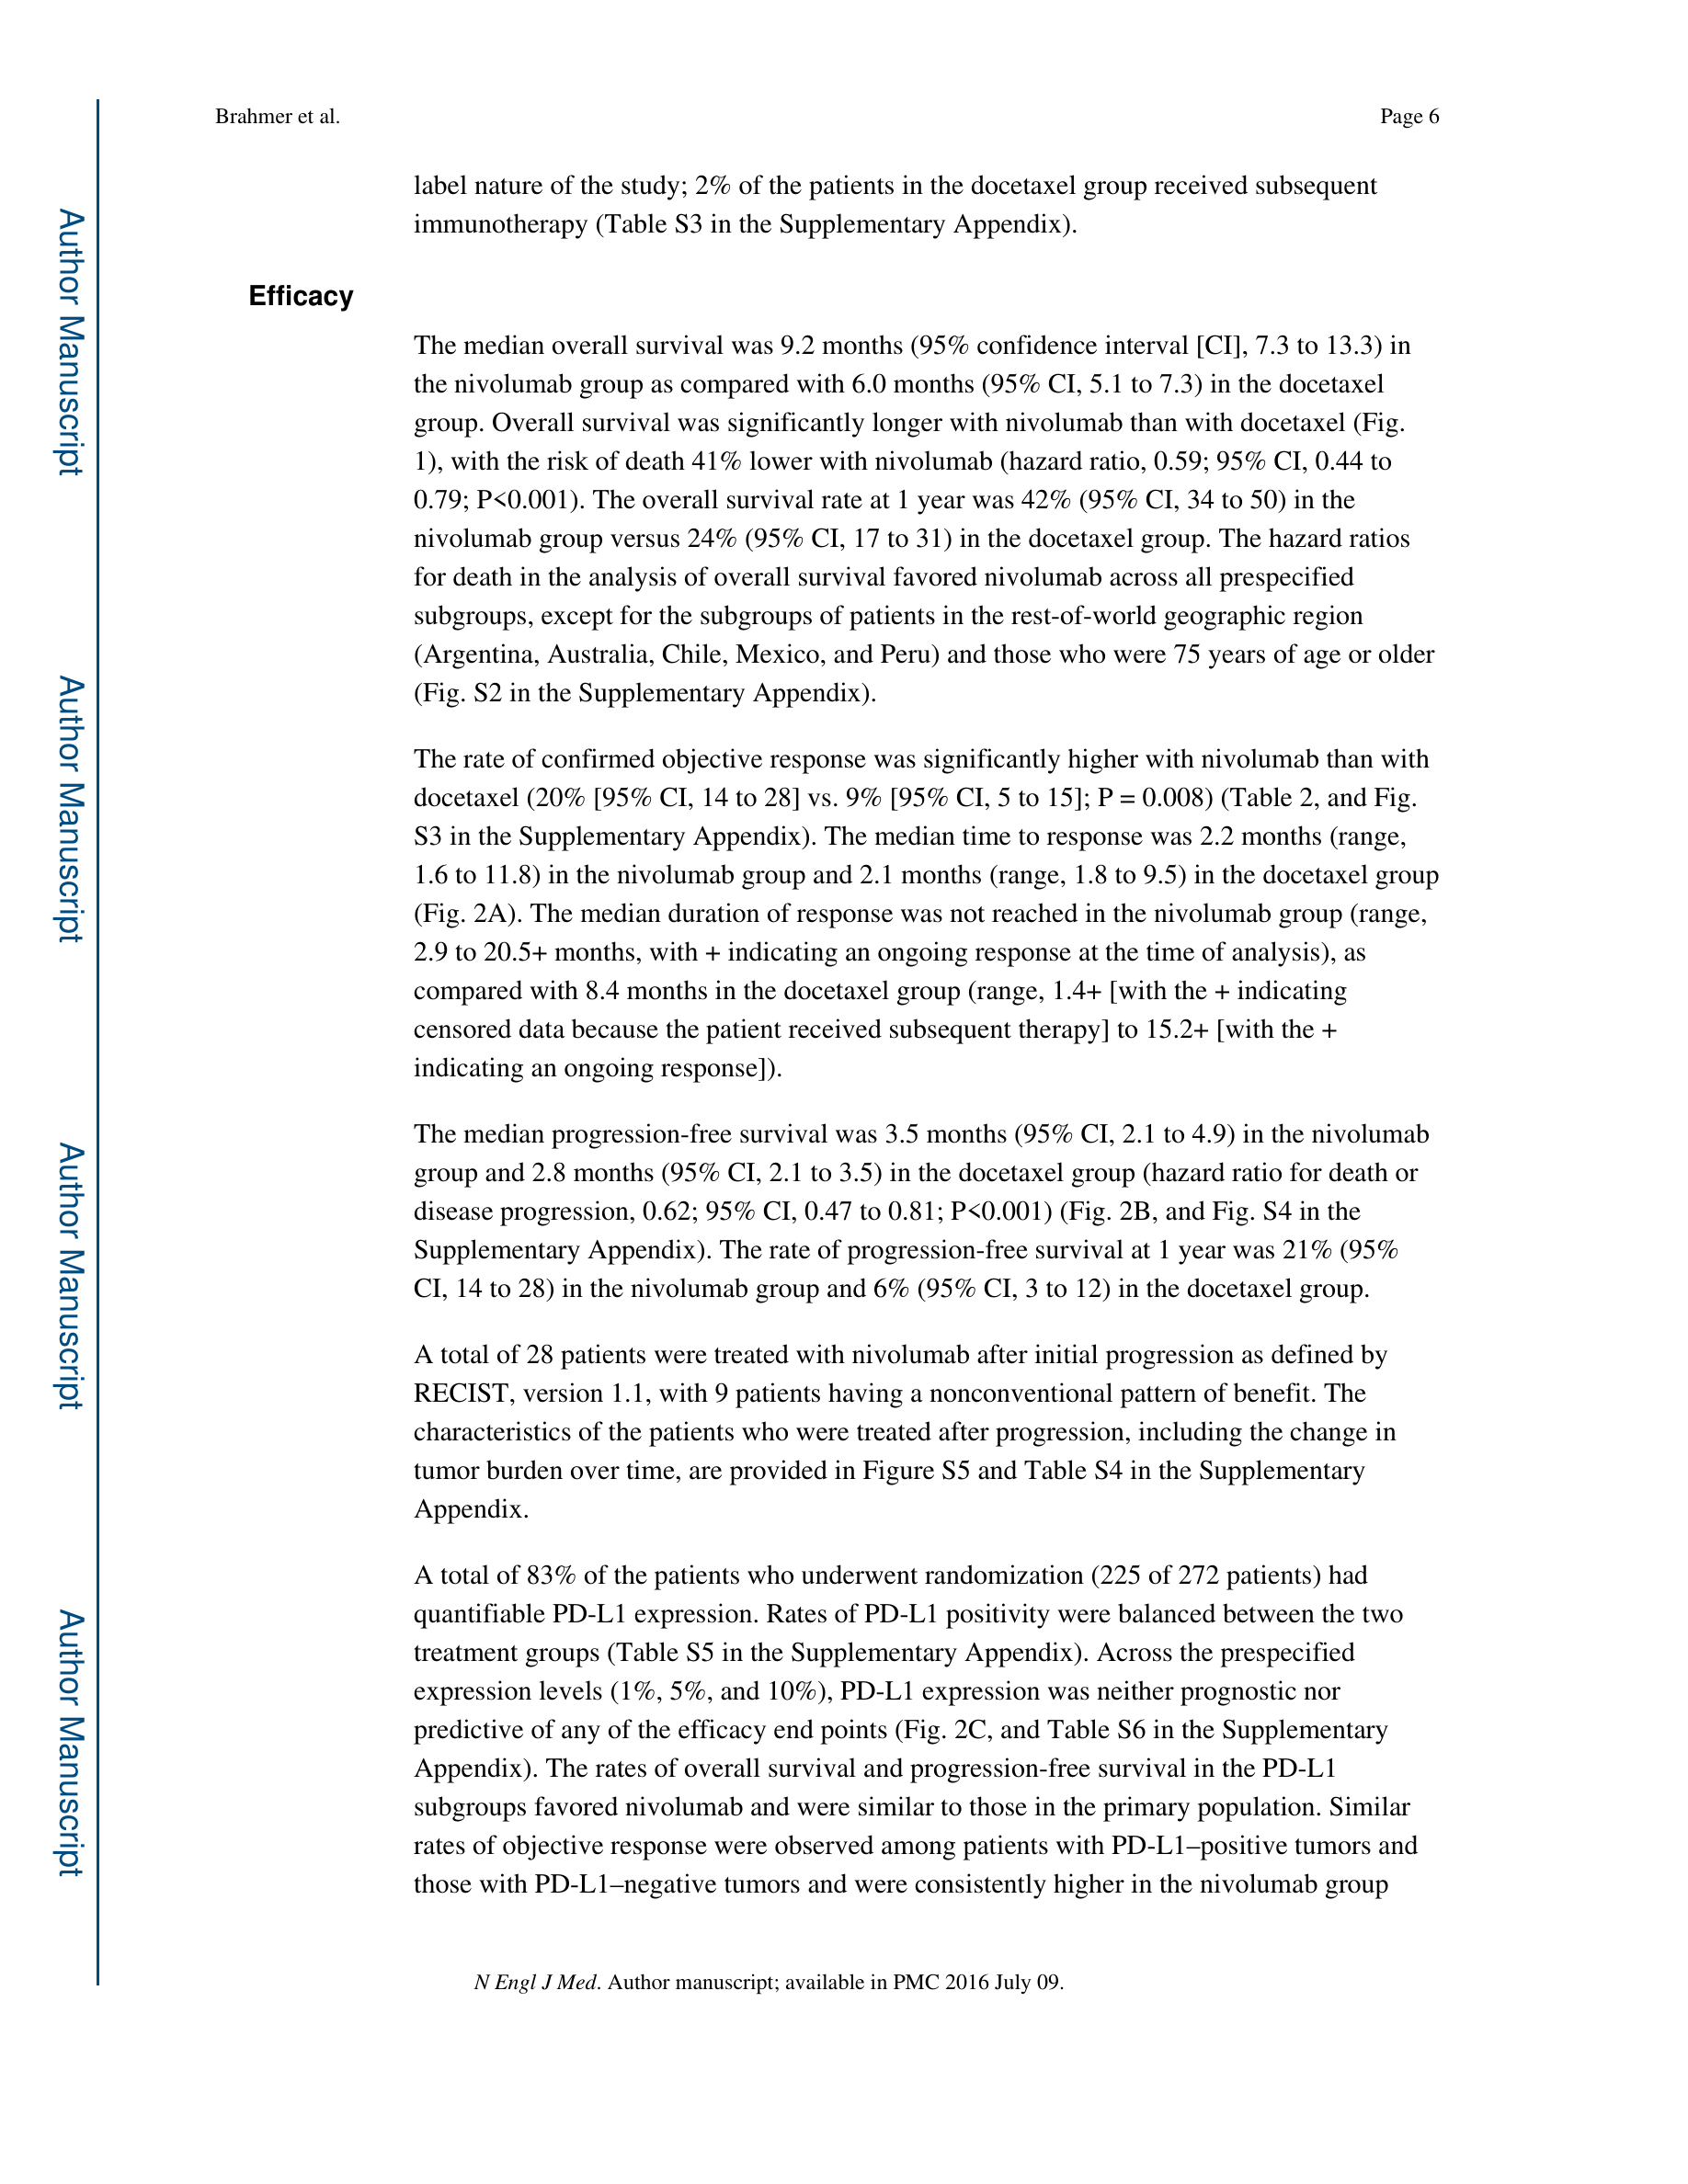 Brahmer et al.
Page 6
label nature of the study; 2% of the patients in the docetaxel group received subsequent
immunotherapy (Table S3 in the Supplementary Appendix).
Efficacy
The median overall survival was 9.2 months (95% confidence interval [CI], 7.3 to 13.3) in
the nivolumab group as compared with 6.0 months (95% CI, 5.1 to 7.3) in the docetaxel
group. Overall survival was significantly longer with nivolumab than with docetaxel (Fig.
1), with the risk of death 41% lower with nivolumab (hazard ratio, 0.59; 95% CI, 0.44 to
0.79; P<0.001). The overall survival rate at 1 year was 42% (95% CI, 34 to 50) in the
nivolumab group versus 24% (95% CI, 17 to 31) in the docetaxel group. The hazard ratios
for death in the analysis of overall survival favored nivolumab across all prespecified
subgroups, except for the subgroups of patients in the rest-of-world geographic region
(Argentina, Australia, Chile, Mexico, and Peru) and those who were 75 years of age or older
(Fig. S2 in the Supplementary Appendix).
The rate of confirmed objective response was significantly higher with nivolumab than with
docetaxel (20% [95% CI, 14 to 28] vs. 9% [95% CI, 5 to 15]; P = 0.008) (Table 2, and Fig.
S3 in the Supplementary Appendix). The median time to response was 2.2 months (range,
1.6 to 11.8) in the nivolumab group and 2.1 months (range, 1.8 to 9.5) in the docetaxel group
(Fig. 2A). The median duration of response was not reached in the nivolumab group (range,
2.9 to 20.5+ months, with + indicating an ongoing response at the time of analysis), as
compared with 8.4 months in the docetaxel group (range, 1.4+ [with the + indicating
censored data because the patient received subsequent therapy] to 15.2+ [with the +
indicating an ongoing response]).
The median progression-free survival was 3.5 months (95% CI, 2.1 to 4.9) in the nivolumab
group and 2.8 months (95% CI, 2.1 to 3.5) in the docetaxel group (hazard ratio for death or
disease progression, 0.62; 95% CI, 0.47 to 0.81; P<0.001) (Fig. 2B, and Fig. S4 in the
Supplementary Appendix). The rate of progression-free survival at 1 year was 21% (95%
CI, 14 to 28) in the nivolumab group and 6% (95% CI, 3 to 12) in the docetaxel group.
A total of 28 patients were treated with nivolumab after initial progression as defined by
RECIST, version 1.1, with 9 patients having a nonconventional pattern of benefit. The
characteristics of the patients who were treated after progression, including the change in
tumor burden over time, are provided in Figure S5 and Table S4 in the Supplementary
Appendix.
A total of 83% of the patients who underwent randomization (225 of 272 patients) had
quantifiable PD-L1 expression. Rates of PD-L1 positivity were balanced between the two
treatment groups (Table S5 in the Supplementary Appendix). Across the prespecified
expression levels (1%, 5%, and 10%), PD-L1 expression was neither prognostic nor
predictive of any of the efficacy end points (Fig. 2C, and Table S6 in the Supplementary
Appendix). The rates of overall survival and progression-free survival in the PD-L1
subgroups favored nivolumab and were similar to those in the primary population. Similar
rates of objective response were observed among patients with PD-L1–positive tumors and
those with PD-L1–negative tumors and were consistently higher in the nivolumab group
N Engl J Med. Author manuscript; available in PMC 2016 July 09.
Author Manuscript
Author Manuscript
Author Manuscript
Author Manuscript